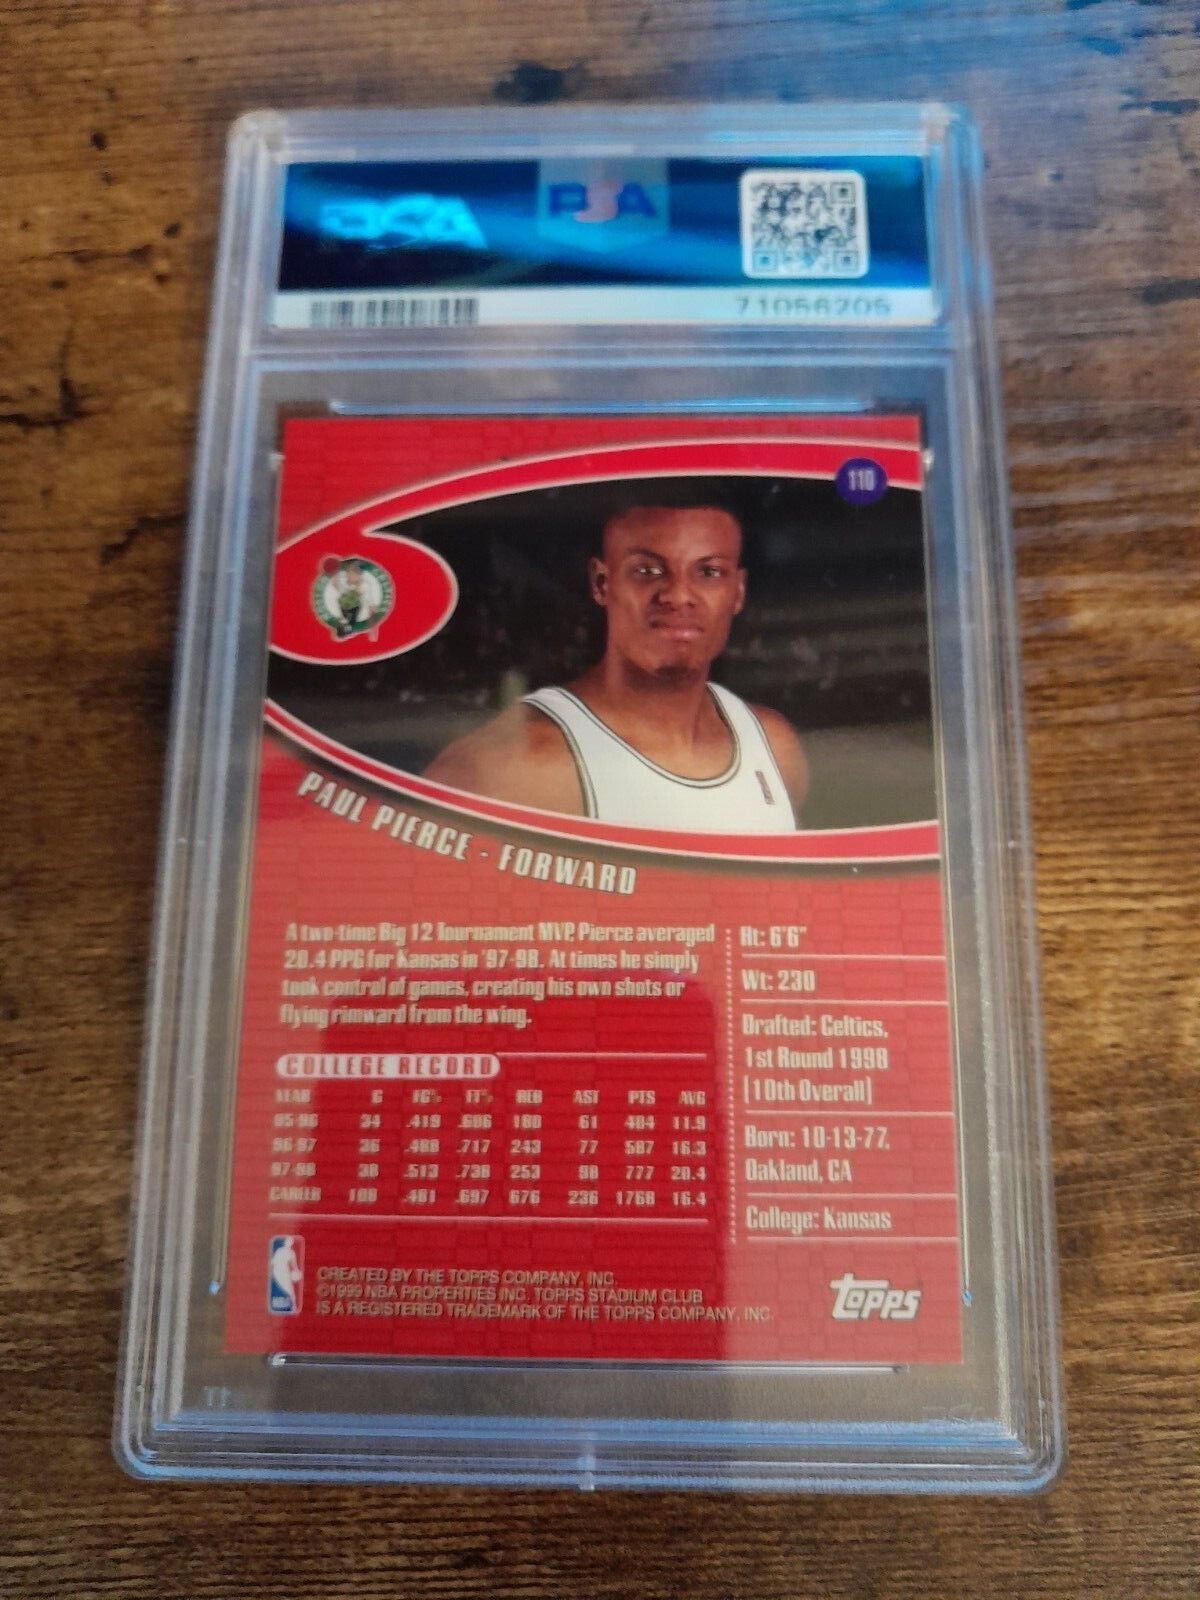 PSA
PSA
71056205
110
PAUL PIERCE - FORWARD
A two-time Big 12 Tournament MVP, Pierce averaged
20.4 PPG for Kansas in '97-98. At times he simply
took control of games, creating his own shots or
flying rimward from the wing.
COLLEGE RECORD
YEAR G FG% FT% REB AST PTS AVG
95-96 34 .419 .606 180 61 404 11.9
96-97 36 .488 .717 243 77 587 16.3
97-98 38 .513 .738 253 98 777 20.4
CAREER 108 .481 .697 676 236 1768 16.4
Ht: 6'6"
Wt: 230
Drafted: Celtics,
1st Round 1998
(10th Overall)
Born: 10-13-77,
Oakland, CA
College: Kansas
CREATED BY THE TOPPS COMPANY, INC.
©1999 NBA PROPERTIES INC. TOPPS STADIUM CLUB
IS A REGISTERED TRADEMARK OF THE TOPPS COMPANY, INC.
TOPPS